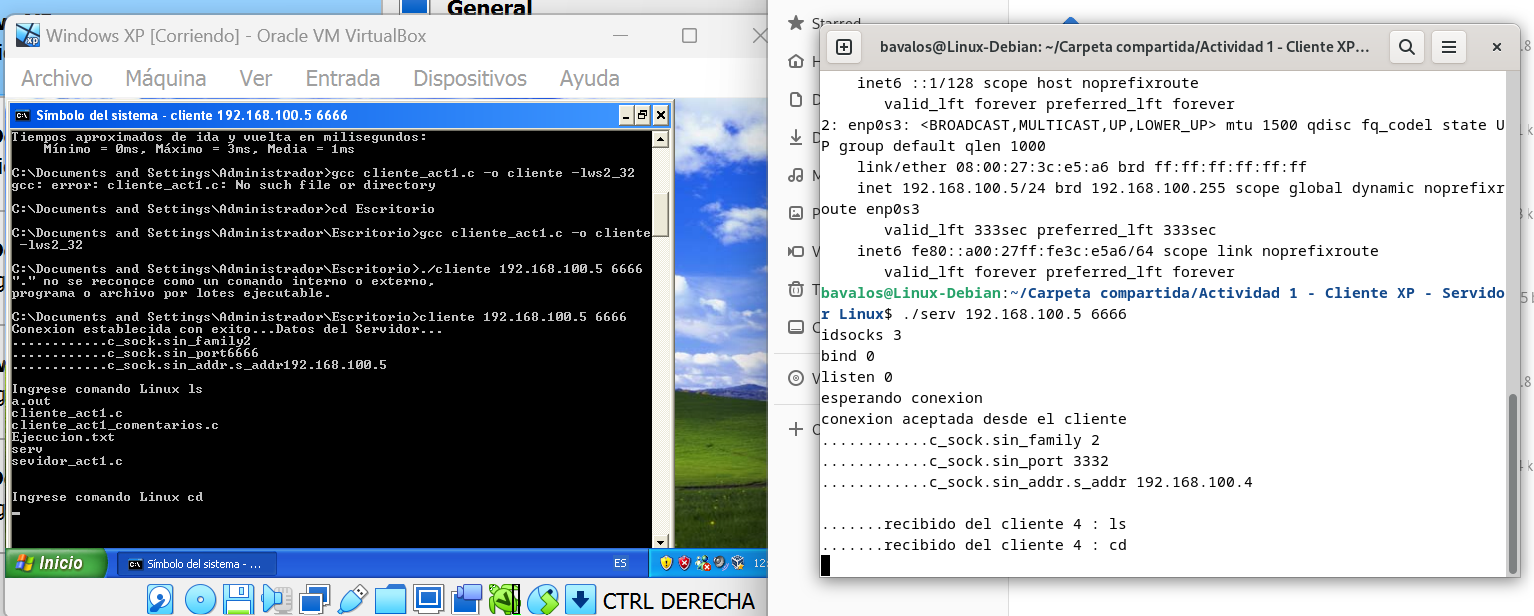 General
Windows XP [Corriendo] - Oracle VM VirtualBox
Archivo Máquina Ver Entrada Dispositivos Ayuda
Símbolo del sistema - cliente 192.168.100.5 6666
Tiempos aproximados de ida y vuelta en milisegundos:
Mínimo = 0ms, Máximo = 3ms, Media = 1ms
C:\Documents and Settings\Administrador>gcc cliente_act1.c -o cliente -lws2_32
gcc: error: cliente_act1.c: No such file or directory
C:\Documents and Settings\Administrador>cd Escritorio
C:\Documents and Settings\Administrador\Escritorio>gcc cliente_act1.c -o cliente
-lws2_32
C:\Documents and Settings\Administrador\Escritorio>./cliente 192.168.100.5 6666
"." no se reconoce como un comando interno o externo,
programa o archivo por lotes ejecutable.
C:\Documents and Settings\Administrador\Escritorio>cliente 192.168.100.5 6666
Conexion establecida con exito...Datos del Servidor...
............c_sock.sin_family2
............c_sock.sin_port6666
............c_sock.sin_addr.s_addr192.168.100.5
Ingrese comando Linux ls
a.out
cliente_act1.c
cliente_act1_comentarios.c
Ejecucion.txt
serv
sevidor_act1.c
Ingrese comando Linux cd
Inicio
Símbolo del sistema - ...
ES
12:
CTRL DERECHA
Starred
bavalos@Linux-Debian: ~/Carpeta compartida/Actividad 1 - Cliente XP...
inet6 ::1/128 scope host noprefixroute
valid_lft forever preferred_lft forever
2: enp0s3: <BROADCAST,MULTICAST,UP,LOWER_UP> mtu 1500 qdisc fq_codel state U
P group default qlen 1000
link/ether 08:00:27:3c:e5:a6 brd ff:ff:ff:ff:ff:ff
inet 192.168.100.5/24 brd 192.168.100.255 scope global dynamic noprefixr
oute enp0s3
valid_lft 333sec preferred_lft 333sec
inet6 fe80::a00:27ff:fe3c:e5a6/64 scope link noprefixroute
valid_lft forever preferred_lft forever
bavalos@Linux-Debian:~/Carpeta compartida/Actividad 1 - Cliente XP - Servido
r Linux$ ./serv 192.168.100.5 6666
idsocks 3
bind 0
listen 0
esperando conexion
conexion aceptada desde el cliente
............c_sock.sin_family 2
............c_sock.sin_port 3332
............c_sock.sin_addr.s_addr 192.168.100.4
.......recibido del cliente 4 : ls
.......recibido del cliente 4 : cd